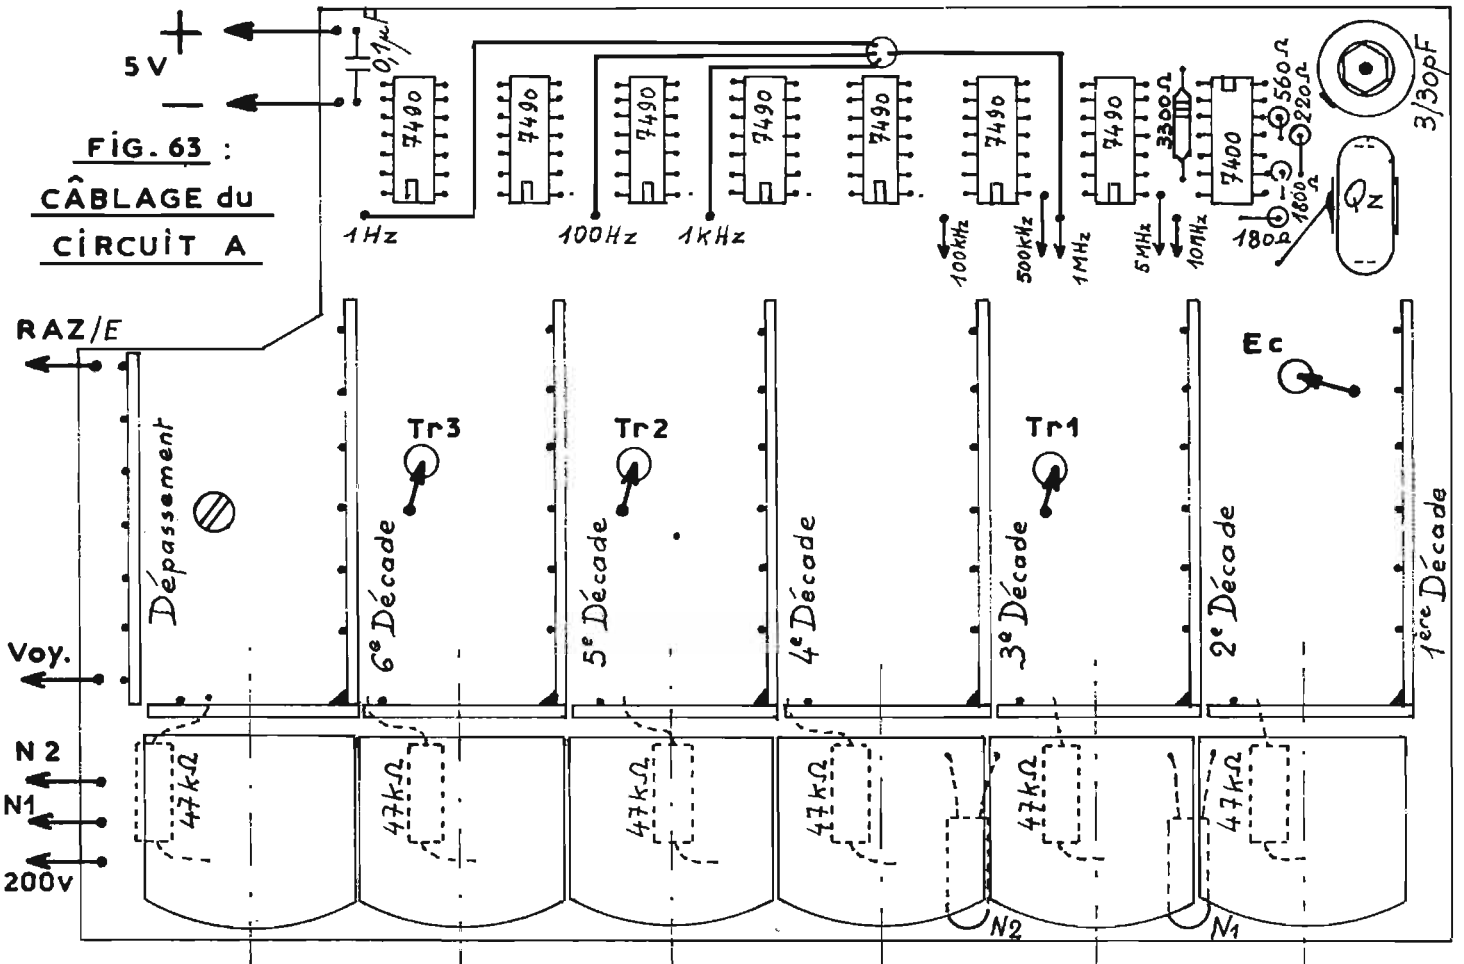 +
5V
−
FIG. 63 :
CÂBLAGE du
CIRCUIT A
0,1µ
7490
7490
7490
7490
7490
7490
7490
3300Ω
7400
560Ω
220Ω
1800Ω
180Ω
3/30pF
QN
1Hz
100Hz
1kHz
100kHz
500kHz
1MHz
5MHz
10MHz
RAZ/E
Ec
Tr3
Tr2
Tr1
Dépassement
6e Décade
5e Décade
4e Décade
3e Décade
2e Décade
1ère Décade
Voy.
N2
N1
200v
47kΩ
47kΩ
47kΩ
47kΩ
47kΩ
47kΩ
N2
N1